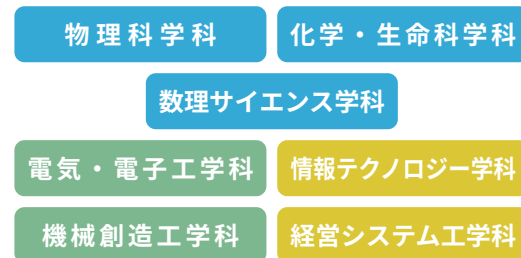 物理科学科
化学・生命科学科
数理サイエンス学科
電気・電子工学科
情報テクノロジー学科
機械創造工学科
経営システム工学科